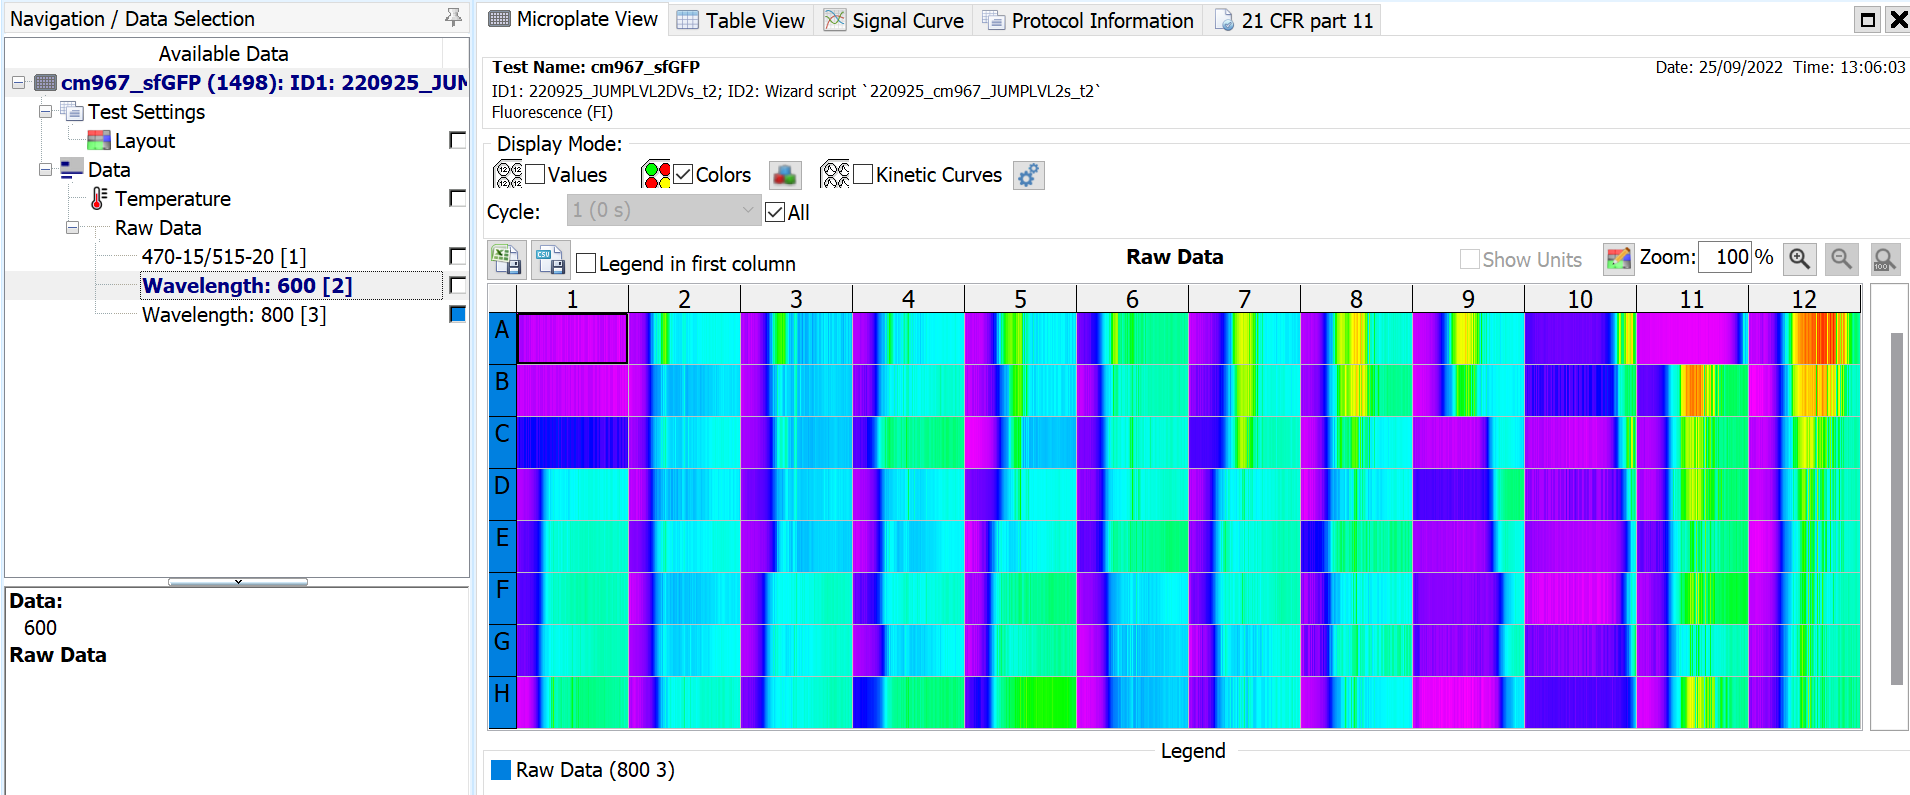 Navigation / Data Selection
Available Data
cm967_sfGFP (1498): ID1: 220925_JUM
Test Settings
Layout
Data
Temperature
Raw Data
470-15/515-20 [1]
Wavelength: 600 [2]
Wavelength: 800 [3]
Data:
600
Raw Data
Microplate View
Table View
Signal Curve
Protocol Information
21 CFR part 11
Test Name: cm967_sfGFP
Date: 25/09/2022 Time: 13:06:03
ID1: 220925_JUMPLVL2DVs_t2; ID2: Wizard script `220925_cm967_JUMPLVL2s_t2`
Fluorescence (FI)
Display Mode:
Values
Colors
Kinetic Curves
Cycle:
1 (0 s)
All
Legend in first column
Raw Data
Show Units
Zoom: 100 %
1 2 3 4 5 6 7 8 9 10 11 12
A
B
C
D
E
F
G
H
Legend
Raw Data (800 3)